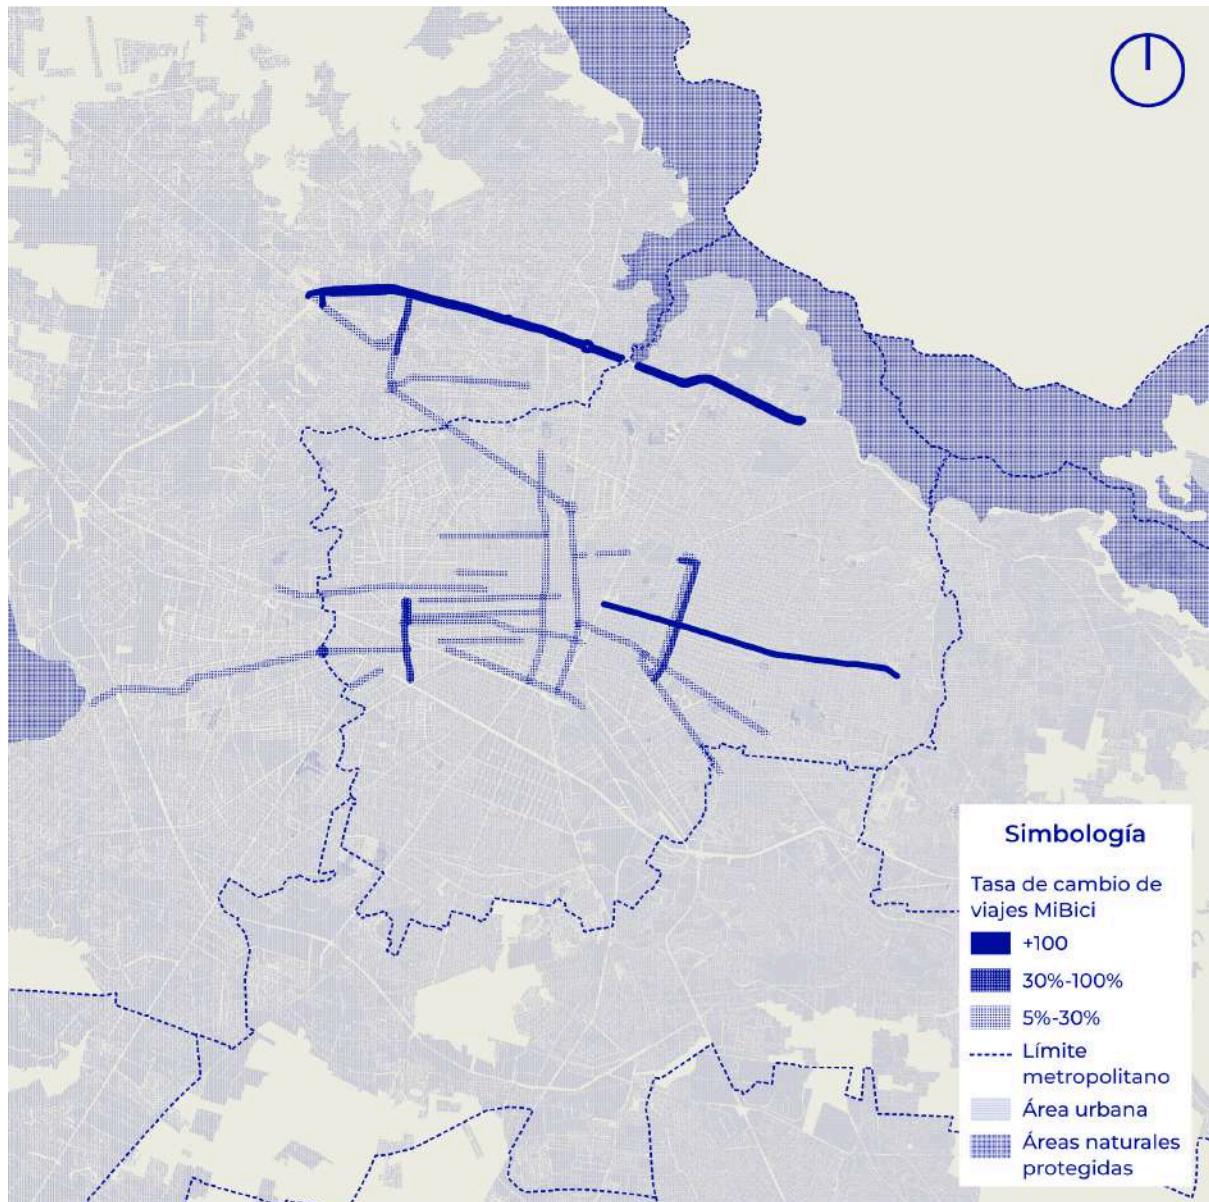 Simbología
Tasa de cambio de
viajes MiBici
+100
30%-100%
5%-30%
Límite
metropolitano
Área urbana
Áreas naturales
protegidas